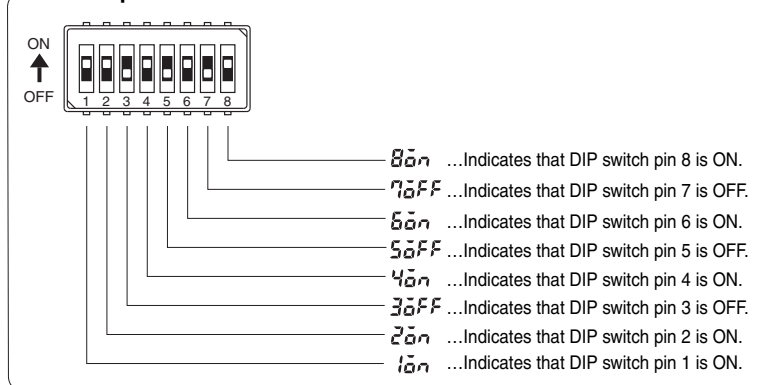 ON
OFF
1 2 3 4 5 6 7 8
8on …Indicates that DIP switch pin 8 is ON.
7oFF …Indicates that DIP switch pin 7 is OFF.
6on …Indicates that DIP switch pin 6 is ON.
5oFF …Indicates that DIP switch pin 5 is OFF.
4on …Indicates that DIP switch pin 4 is ON.
3oFF …Indicates that DIP switch pin 3 is OFF.
2on …Indicates that DIP switch pin 2 is ON.
1on …Indicates that DIP switch pin 1 is ON.